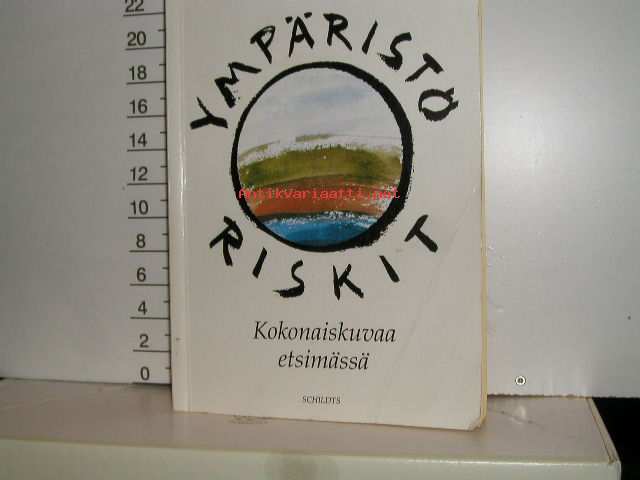 YMPÄRISTÖ
RISKIT
Antikvariaatti.net
Kokonaiskuvaa
etsimässä
SCHILDTS
22
20
18
16
14
12
10
8
6
4
2
0